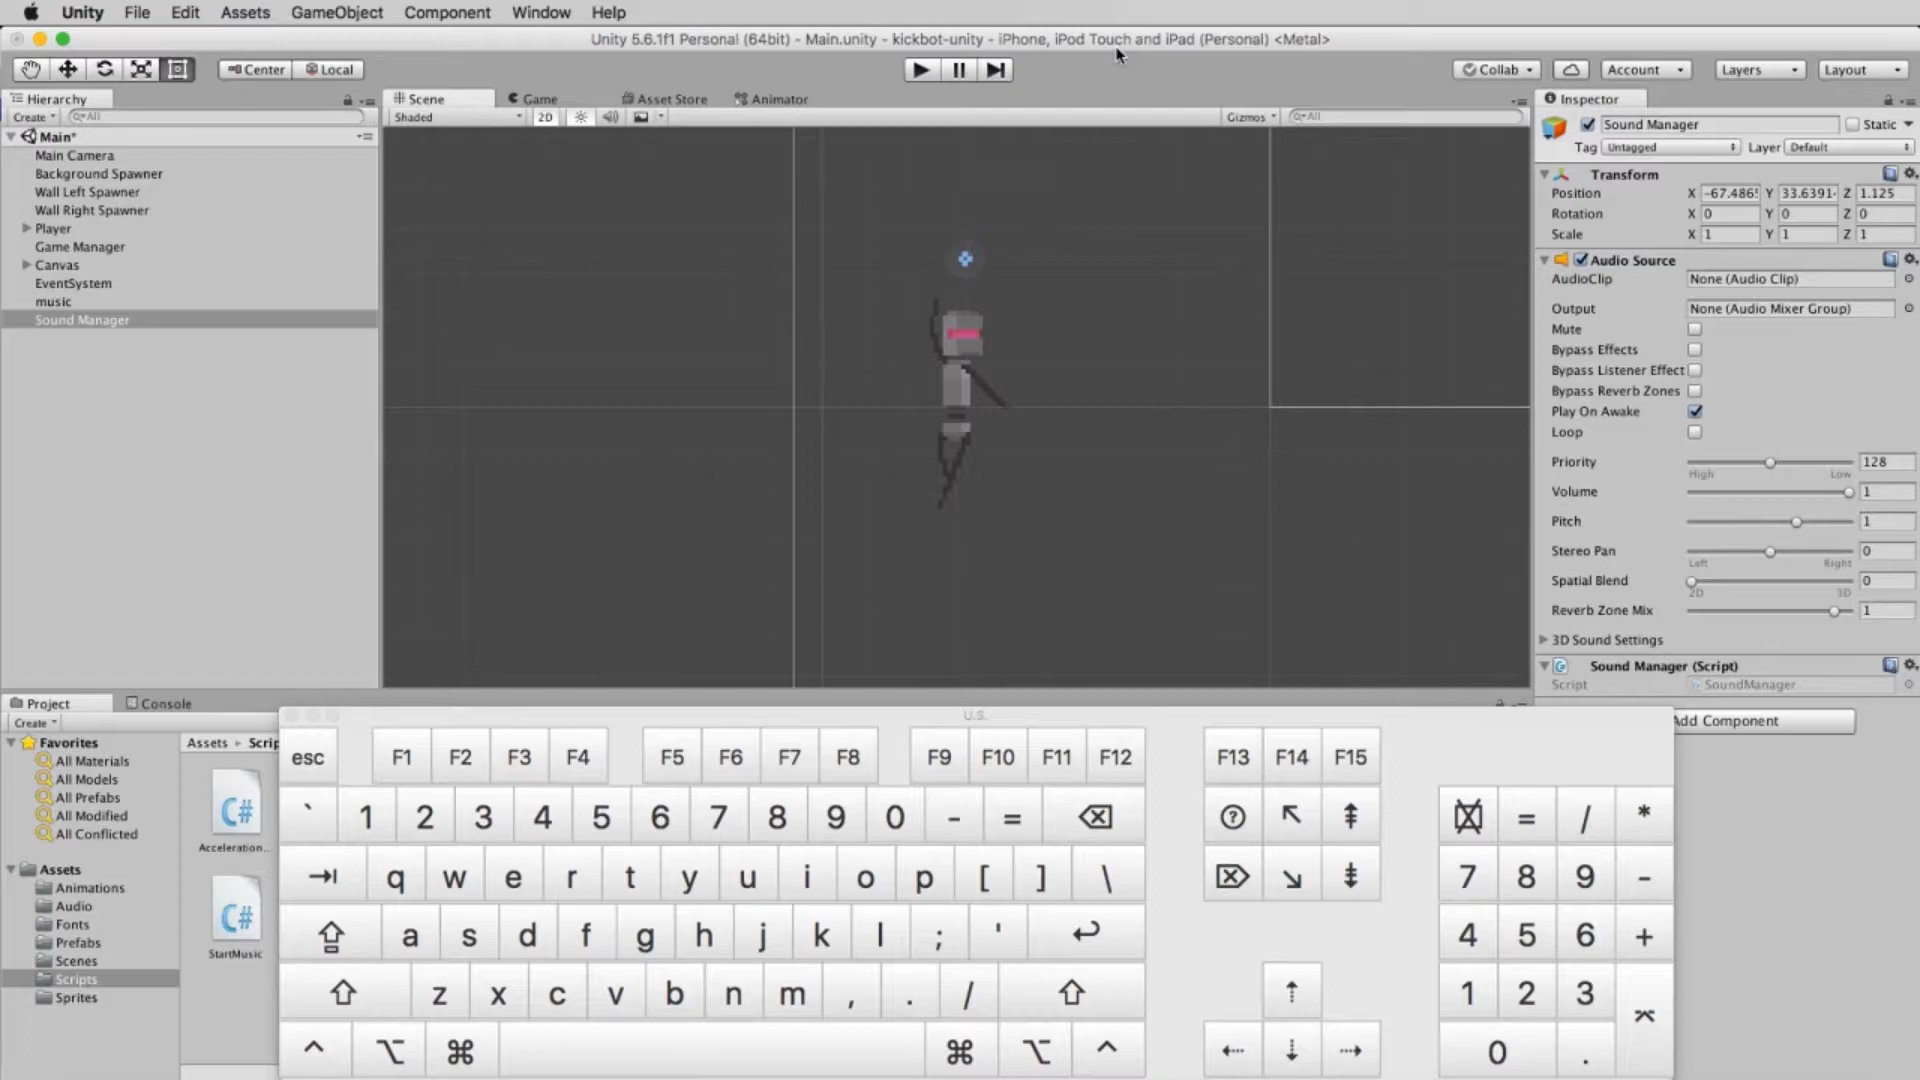 Unity File Edit Assets GameObject Component Window Help
Unity 5.6.1f1 Personal (64bit) - Main.unity - kickbot-unity - iPhone, iPod Touch and iPad (Personal) <Metal>
Center Local Collab Account Layers Layout
Hierarchy
Create All
Main*
Main Camera
Background Spawner
Wall Left Spawner
Wall Right Spawner
Player
Game Manager
Canvas
EventSystem
music
Sound Manager
Scene Game Asset Store Animator
Shaded 2D Gizmos All
Inspector
Sound Manager Static
Tag Untagged Layer Default
Transform
Position X -67.486 Y 33.6391 Z 1.125
Rotation X 0 Y 0 Z 0
Scale X 1 Y 1 Z 1
Audio Source
AudioClip None (Audio Clip)
Output None (Audio Mixer Group)
Mute
Bypass Effects
Bypass Listener Effect
Bypass Reverb Zones
Play On Awake
Loop
Priority 128
High Low
Volume 1
Pitch 1
Stereo Pan 0
Left Right
Spatial Blend 0
2D 3D
Reverb Zone Mix 1
3D Sound Settings
Sound Manager (Script)
Script SoundManager
Add Component
Project Console
Create
Favorites
All Materials
All Models
All Prefabs
All Modified
All Conflicted
Assets
Animations
Audio
Fonts
Prefabs
Scenes
Scripts
Sprites
Assets Scrip
C#
Acceleration...
C#
StartMusic
U.S.
esc F1 F2 F3 F4 F5 F6 F7 F8 F9 F10 F11 F12 F13 F14 F15
` 1 2 3 4 5 6 7 8 9 0 - = = / *
q w e r t y u i o p [ ] \ 7 8 9 -
a s d f g h j k l ; ' 4 5 6 +
z x c v b n m , . / 1 2 3
0 .